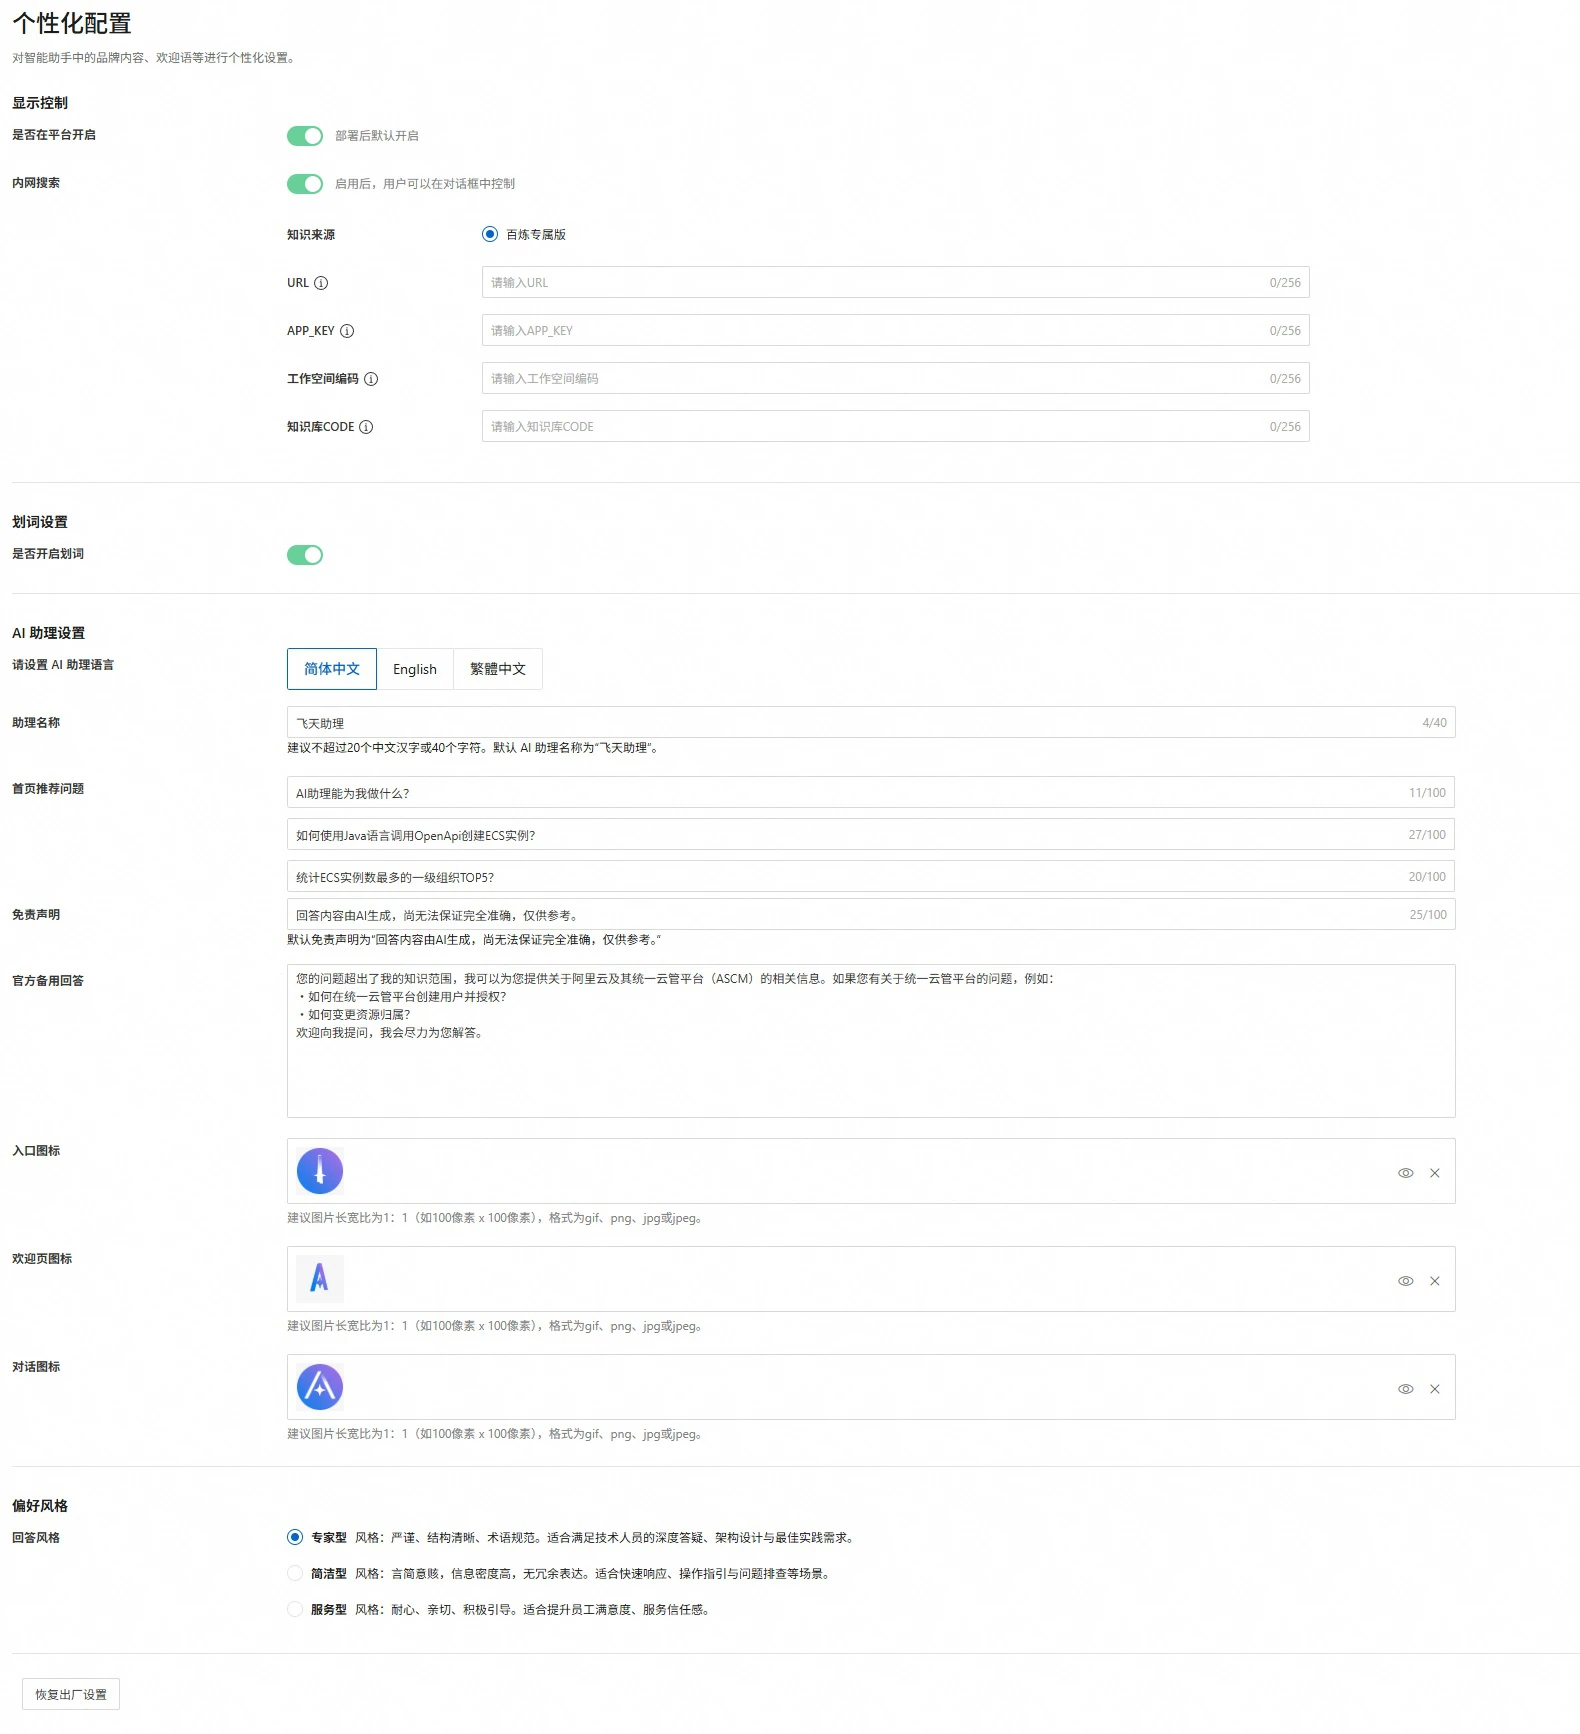 个性化配置
对智能助手中的品牌内容、欢迎语等进行个性化设置。
显示控制
是否在平台开启
部署后默认开启
内网搜索
启用后，用户可以在对话框中控制
知识来源
百炼专属版
URL
请输入URL
0/256
APP_KEY
请输入APP_KEY
0/256
工作空间编码
请输入工作空间编码
0/256
知识库CODE
请输入知识库CODE
0/256
划词设置
是否开启划词
AI 助理设置
请设置 AI 助理语言
简体中文
English
繁體中文
助理名称
飞天助理
4/40
建议不超过20个中文汉字或40个字符。默认 AI 助理名称为“飞天助理”。
首页推荐问题
AI助理能为我做什么？
11/100
如何使用Java语言调用OpenApi创建ECS实例？
27/100
统计ECS实例数最多的一级组织TOP5？
20/100
免责声明
回答内容由AI生成，尚无法保证完全准确，仅供参考。
25/100
默认免责声明为“回答内容由AI生成，尚无法保证完全准确，仅供参考。”
官方备用回答
您的问题超出了我的知识范围，我可以为您提供关于阿里云及其统一云管平台（ASCM）的相关信息。如果您有关于统一云管平台的问题，例如：
・如何在统一云管平台创建用户并授权？
・如何变更资源归属？
欢迎向我提问，我会尽力为您解答。
入口图标
建议图片长宽比为1：1（如100像素 x 100像素），格式为gif、png、jpg或jpeg。
欢迎页图标
建议图片长宽比为1：1（如100像素 x 100像素），格式为gif、png、jpg或jpeg。
对话图标
建议图片长宽比为1：1（如100像素 x 100像素），格式为gif、png、jpg或jpeg。
偏好风格
回答风格
专家型 风格：严谨、结构清晰、术语规范。适合满足技术人员的深度答疑、架构设计与最佳实践需求。
简洁型 风格：言简意赅，信息密度高，无冗余表达。适合快速响应、操作指引与问题排查等场景。
服务型 风格：耐心、亲切、积极引导。适合提升员工满意度、服务信任感。
恢复出厂设置